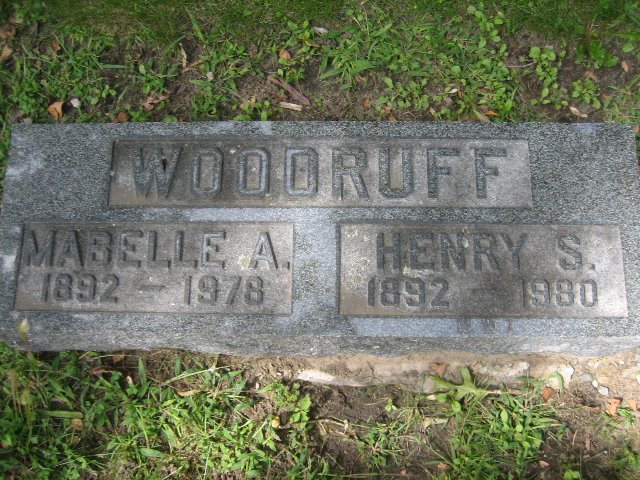 WOODRUFF
MABELLE A.
1892 - 1978
HENRY S.
1892 - 1980